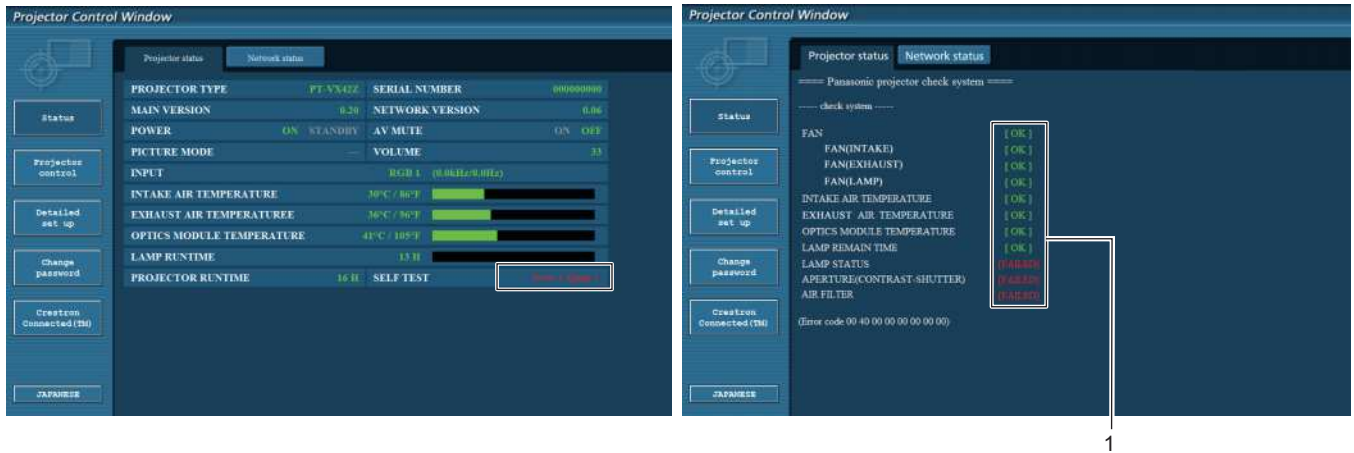 Projector Control Window
Projector status Network status
PROJECTOR TYPE PT-VX42Z SERIAL NUMBER 000000000
MAIN VERSION 0.20 NETWORK VERSION 0.06
POWER ON STANDBY AV MUTE ON OFF
PICTURE MODE — VOLUME 33
INPUT RGB 1 (0.0kHz/0.0Hz)
INTAKE AIR TEMPERATURE 30°C / 86°F
EXHAUST AIR TEMPERATUREE 36°C / 96°F
OPTICS MODULE TEMPERATURE 41°C / 105°F
LAMP RUNTIME 13 H
PROJECTOR RUNTIME 16 H SELF TEST
Status
Projector
control
Detailed
set up
Change
password
Crestron
Connected(TM)
JAPANESE
Projector Control Window
Projector status Network status
==== Panasonic projector check system ====
----- check system -----
FAN [ OK ]
FAN(INTAKE) [ OK ]
FAN(EXHAUST) [ OK ]
FAN(LAMP) [ OK ]
INTAKE AIR TEMPERATURE [ OK ]
EXHAUST AIR TEMPERATURE [ OK ]
OPTICS MODULE TEMPERATURE [ OK ]
LAMP REMAIN TIME [ OK ]
LAMP STATUS (FAILED)
APERTURE(CONTRAST-SHUTTER) (FAILED)
AIR FILTER (FAILED)
(Error code 00 40 00 00 00 00 00 00)
Status
Projector
control
Detailed
set up
Change
password
Crestron
Connected(TM)
JAPANESE
1